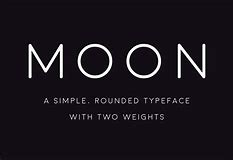 MOON
A SIMPLE, ROUNDED TYPEFACE
WITH TWO WEIGHTS